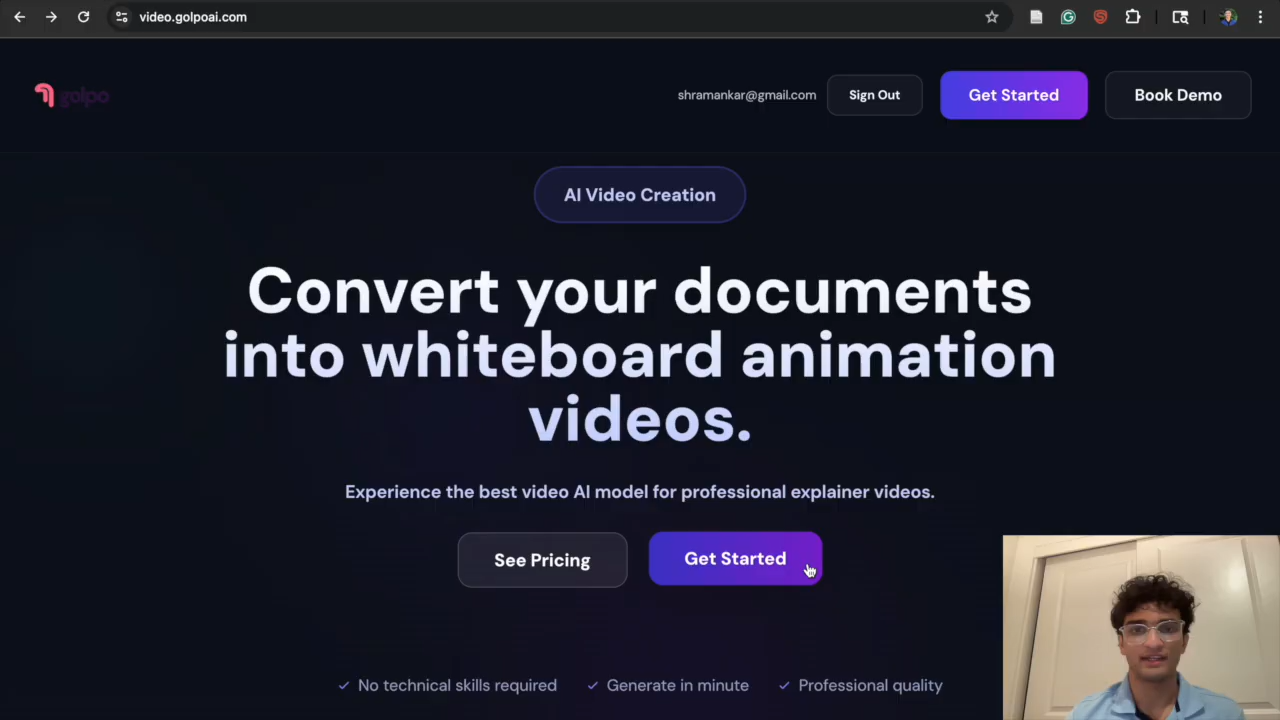 video.golpoai.com
golpo
shramankar@gmail.com
Sign Out
Get Started
Book Demo
AI Video Creation
Convert your documents
into whiteboard animation
videos.
Experience the best video AI model for professional explainer videos.
See Pricing
Get Started
No technical skills required
Generate in minute
Professional quality